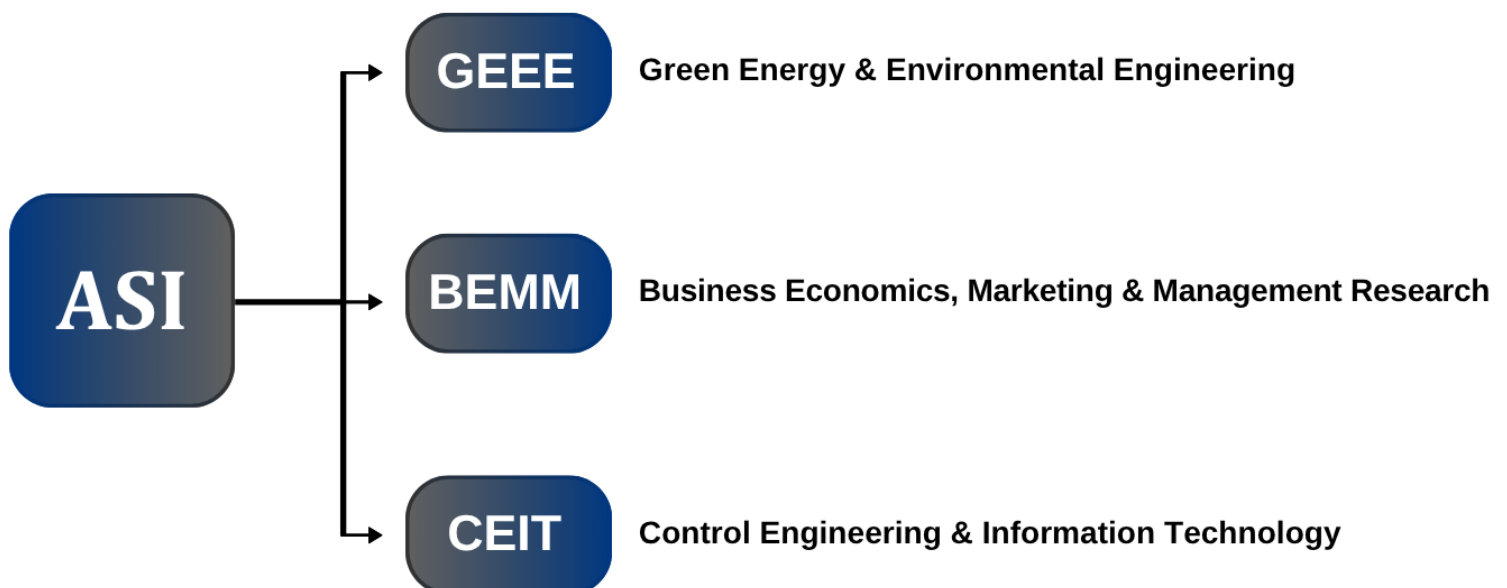 GEEE Green Energy & Environmental Engineering
ASI
BEMM Business Economics, Marketing & Management Research
CEIT Control Engineering & Information Technology